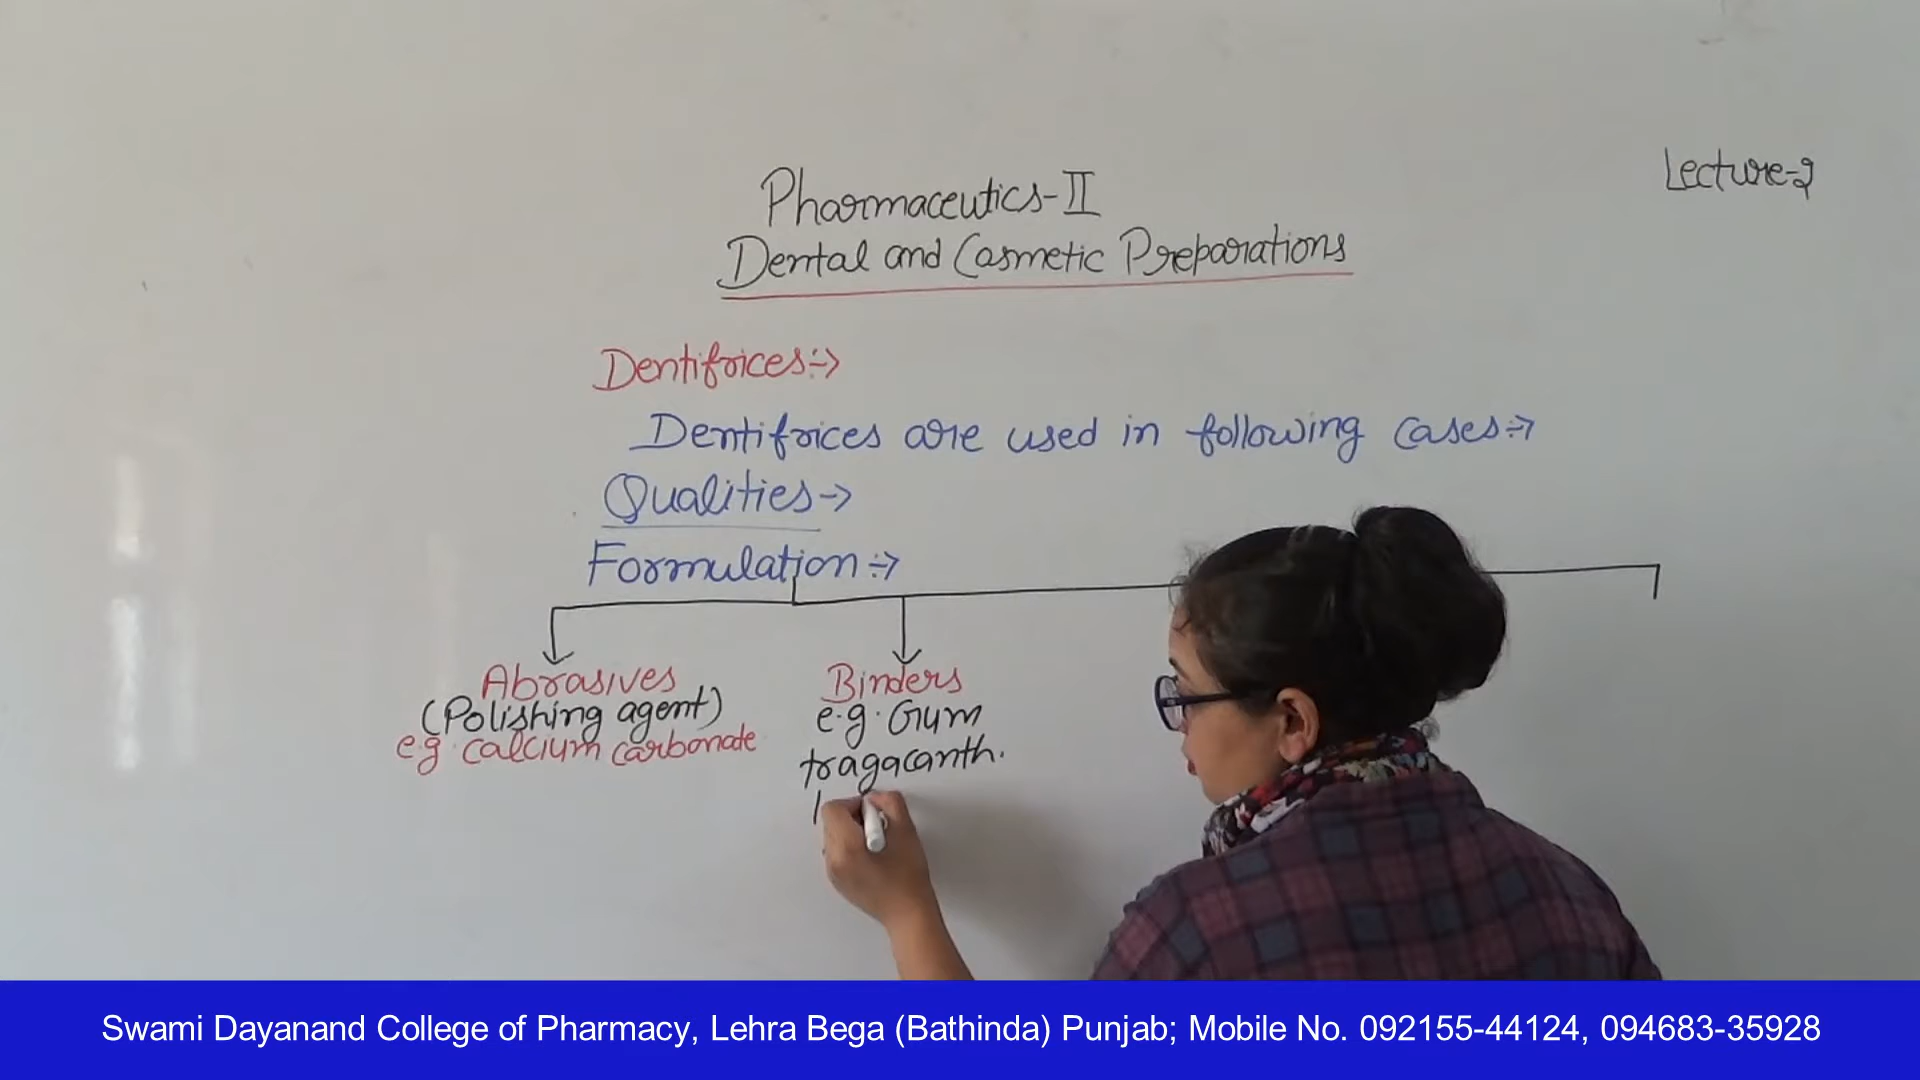 Lecture-2
Pharmaceutics-II
Dental and Cosmetic Preparations
Dentifrices:->
Dentifrices are used in following cases:->
Qualities->
Formulation:->
Abrasives
(Polishing agent)
e.g. calcium carbonate
Binders
e.g. Gum
tragacanth.
Swami Dayanand College of Pharmacy, Lehra Bega (Bathinda) Punjab; Mobile No. 092155-44124, 094683-35928